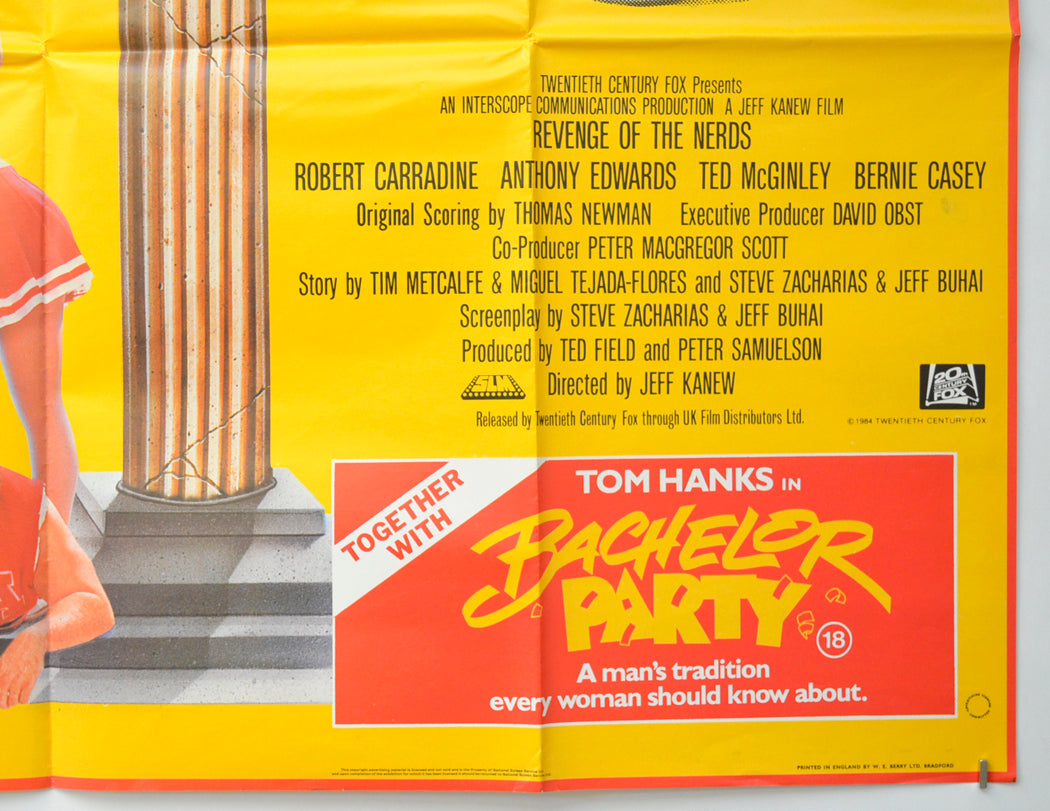 TWENTIETH CENTURY FOX Presents
AN INTERSCOPE COMMUNICATIONS PRODUCTION A JEFF KANEW FILM
REVENGE OF THE NERDS
ROBERT CARRADINE ANTHONY EDWARDS TED McGINLEY BERNIE CASEY
Original Scoring by THOMAS NEWMAN Executive Producer DAVID OBST
Co-Producer PETER MACGREGOR SCOTT
Story by TIM METCALFE & MIGUEL TEJADA-FLORES and STEVE ZACHARIAS & JEFF BUHAI
Screenplay by STEVE ZACHARIAS & JEFF BUHAI
Produced by TED FIELD and PETER SAMUELSON
Directed by JEFF KANEW
20th
CENTURY
FOX
TM
Released by Twentieth Century Fox through UK Film Distributors Ltd.
©1984 TWENTIETH CENTURY FOX
TOGETHER
WITH
TOM HANKS IN
BACHELOR
PARTY
18
A man's tradition
every woman should know about.
PRINTED IN ENGLAND BY W. E. BERRY LTD. BRADFORD